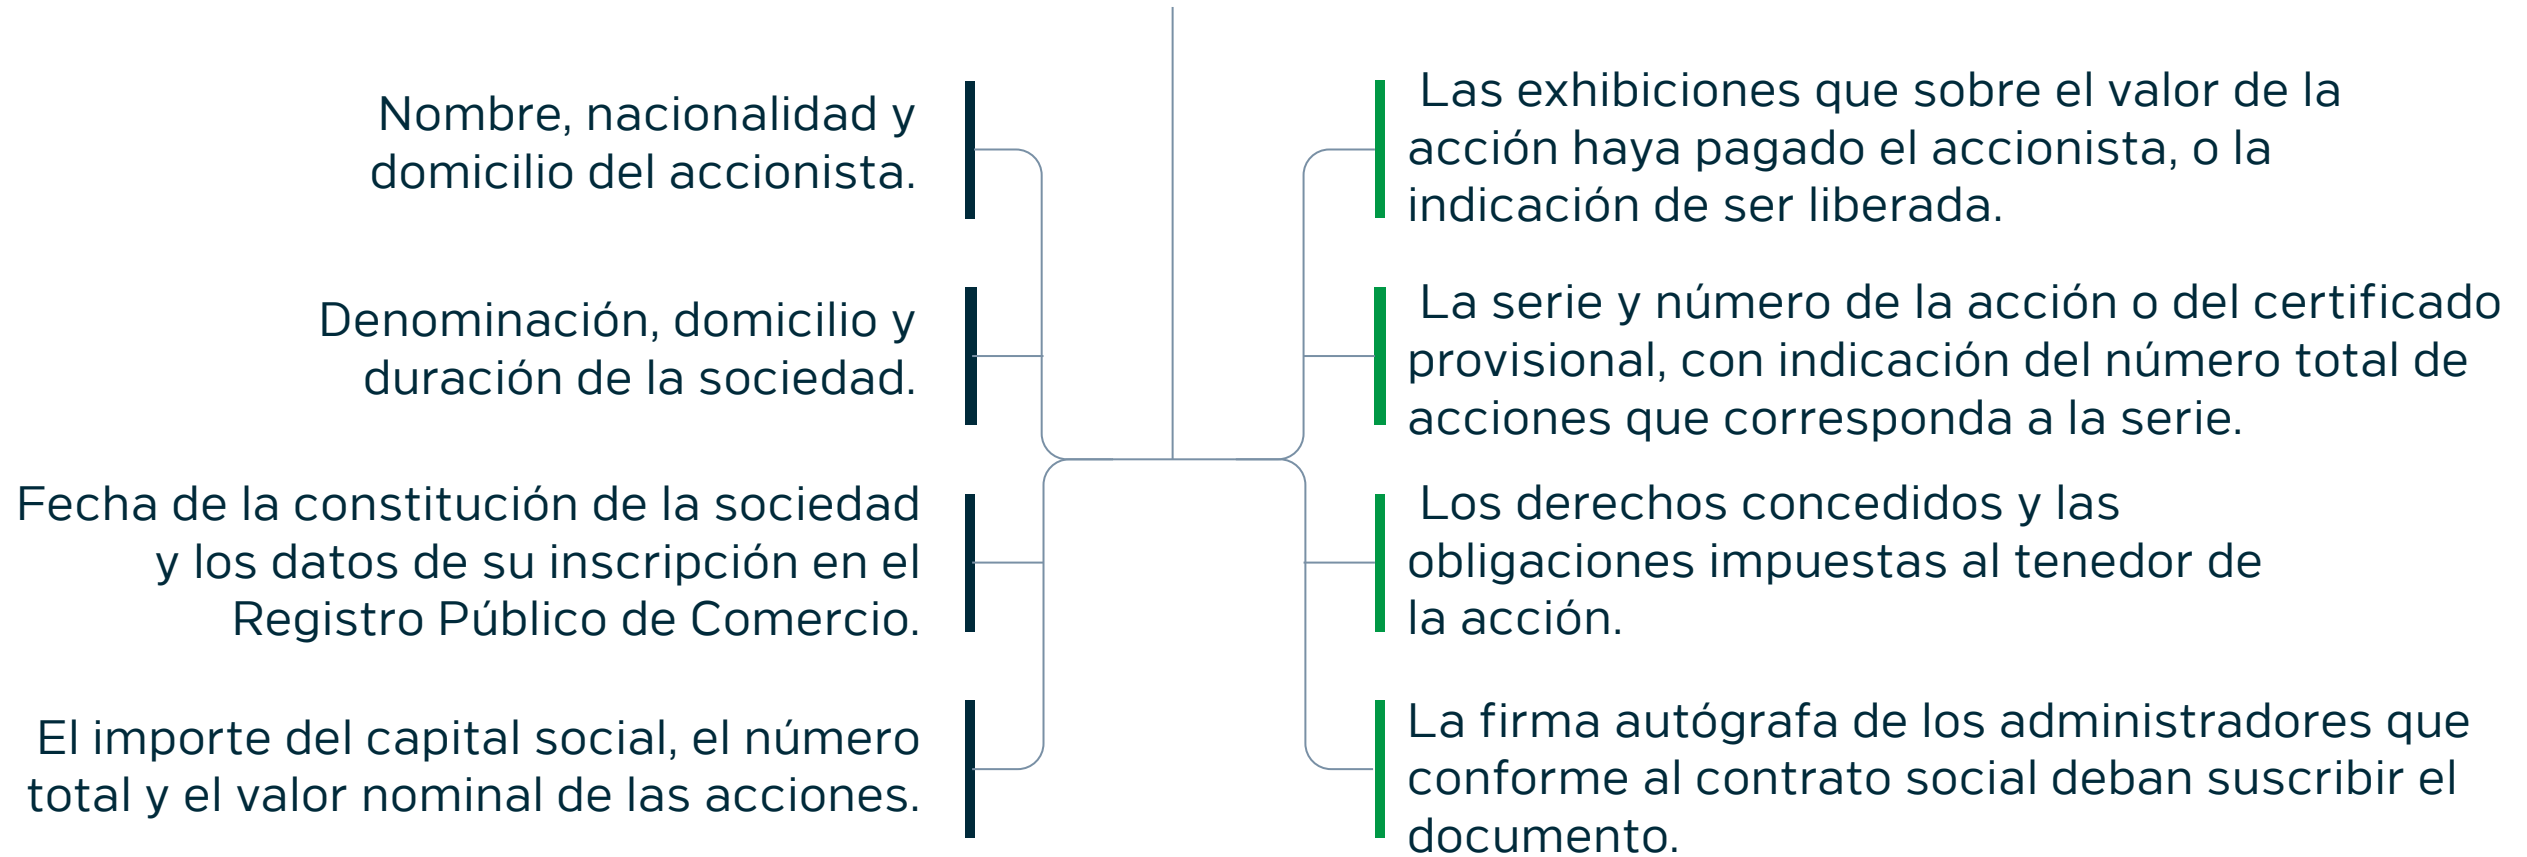 Nombre, nacionalidad y
domicilio del accionista.
Denominación, domicilio y
duración de la sociedad.
Fecha de la constitución de la sociedad
y los datos de su inscripción en el
Registro Público de Comercio.
El importe del capital social, el número
total y el valor nominal de las acciones.
Las exhibiciones que sobre el valor de la
acción haya pagado el accionista, o la
indicación de ser liberada.
La serie y número de la acción o del certificado
provisional, con indicación del número total de
acciones que corresponda a la serie.
Los derechos concedidos y las
obligaciones impuestas al tenedor de
la acción.
La firma autógrafa de los administradores que
conforme al contrato social deban suscribir el
documento.